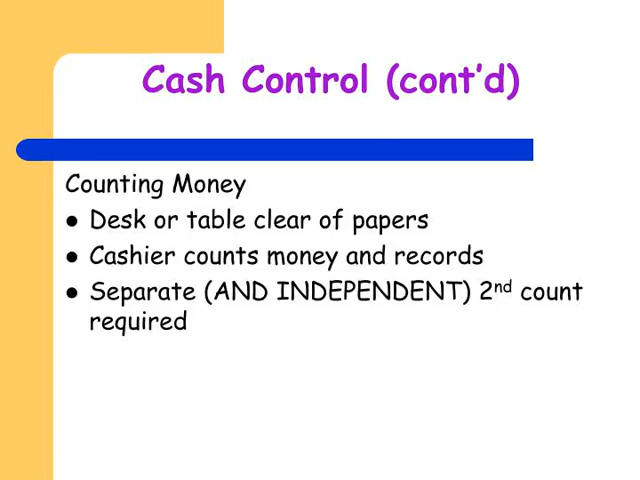 Cash Control (cont’d)
Counting Money
● Desk or table clear of papers
● Cashier counts money and records
● Separate (AND INDEPENDENT) 2nd count
required